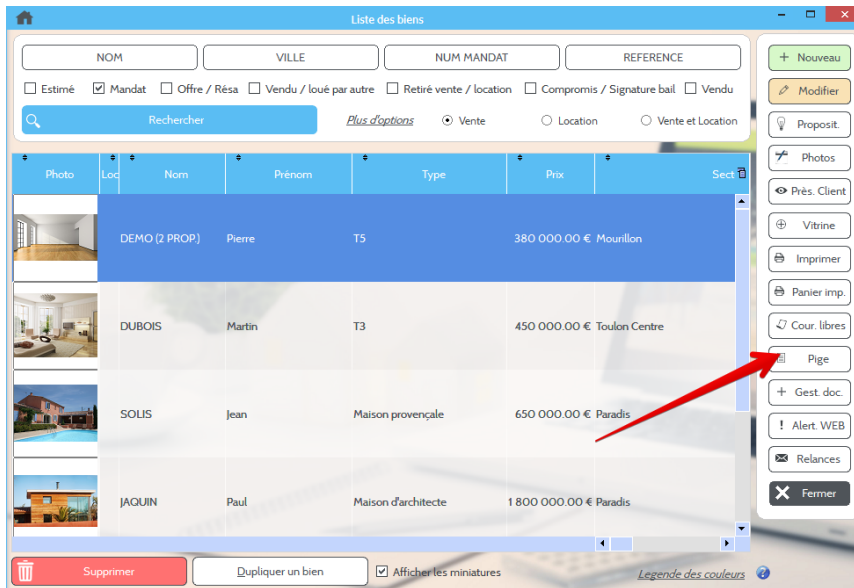 Liste des biens
NOM VILLE NUM MANDAT REFERENCE
Estimé Mandat Offre / Résa Vendu / loué par autre Retiré vente / location Compromis / Signature bail Vendu
Rechercher Plus d'options Vente Location Vente et Location
Photo Loc Nom Prénom Type Prix Sect
DEMO (2 PROP.) Pierre T5 380 000.00 € Mourillon
DUBOIS Martin T3 450 000.00 € Toulon Centre
SOLIS Jean Maison provençale 650 000.00 € Paradis
JAQUIN Paul Maison d'architecte 1 800 000.00 € Paradis
Supprimer Dupliquer un bien Afficher les miniatures Legende des couleurs ?
+ Nouveau
Modifier
Proposit.
Photos
Près. Client
Vitrine
Imprimer
Panier imp.
Cour. libres
Pige
+ Gest. doc.
! Alert. WEB
Relances
X Fermer